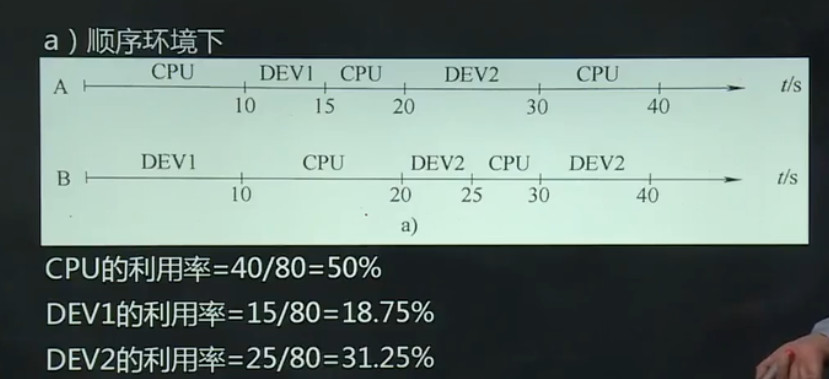 a）顺序环境下
CPU DEV1 CPU DEV2 CPU
A t/s
10 15 20 30 40
DEV1 CPU DEV2 CPU DEV2
B t/s
10 20 25 30 40
a)
CPU的利用率=40/80=50%
DEV1的利用率=15/80=18.75%
DEV2的利用率=25/80=31.25%